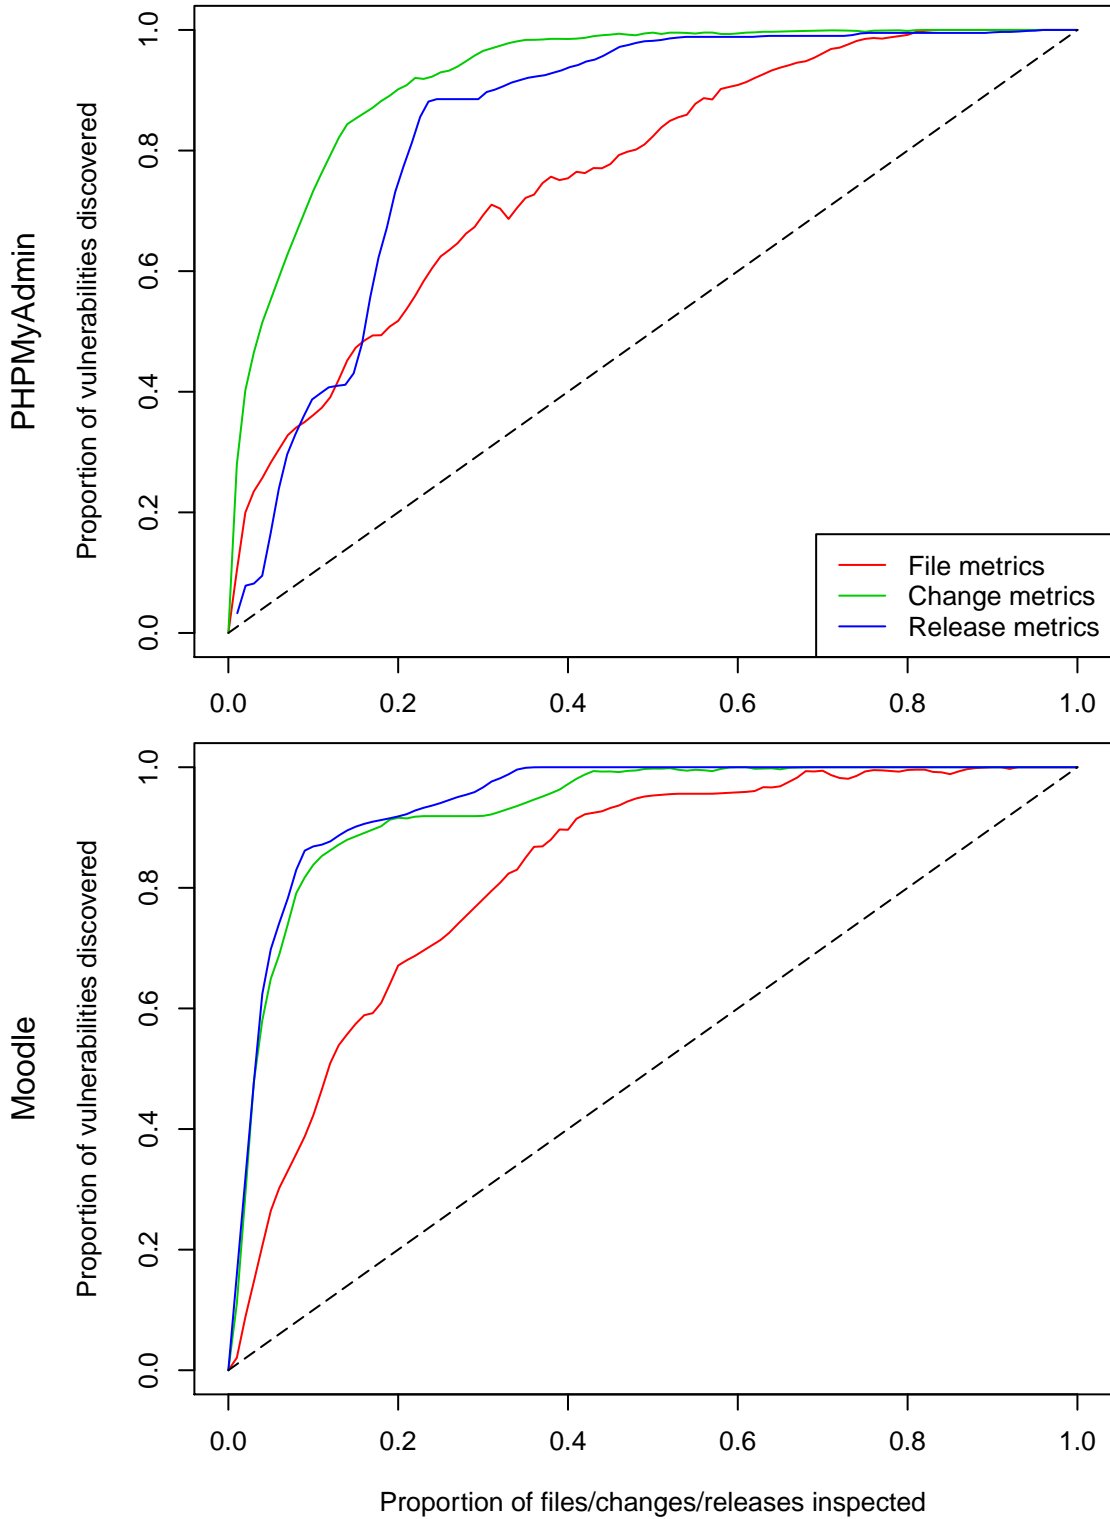 PHPMyAdmin
Proportion of vulnerabilities discovered
1.0
0.8
0.6
0.4
0.2
0.0
File metrics
Change metrics
Release metrics
0.0 0.2 0.4 0.6 0.8 1.0
Moodle
Proportion of vulnerabilities discovered
1.0
0.8
0.6
0.4
0.2
0.0
0.0 0.2 0.4 0.6 0.8 1.0
Proportion of files/changes/releases inspected